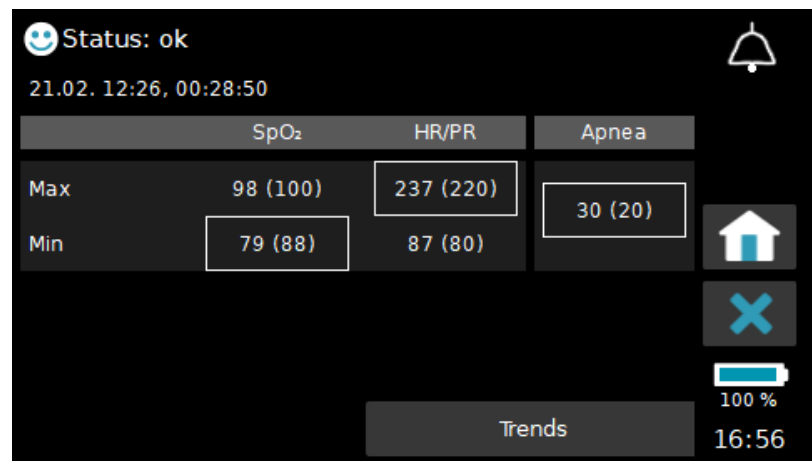 Status: ok
21.02. 12:26, 00:28:50
SpO₂ HR/PR Apnea
Max 98 (100) 237 (220)
30 (20)
Min 79 (88) 87 (80)
100 %
Trends
16:56